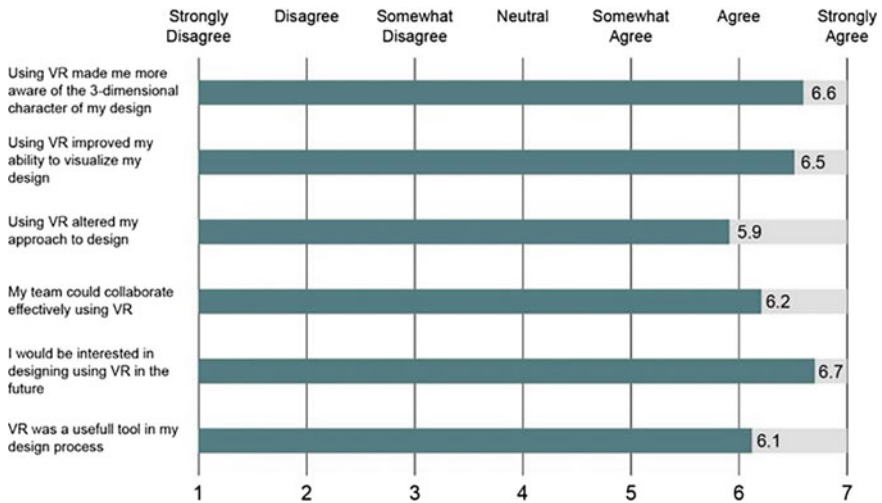 Strongly Disagree
Disagree
Somewhat Disagree
Neutral
Somewhat Agree
Agree
Strongly Agree
Using VR made me more
aware of the 3-dimensional
character of my design
6.6
Using VR improved my
ability to visualize my
design
6.5
Using VR altered my
approach to design
5.9
My team could collaborate
effectively using VR
6.2
I would be interested in
designing using VR in the
future
6.7
VR was a usefull tool in my
design process
6.1
1 2 3 4 5 6 7